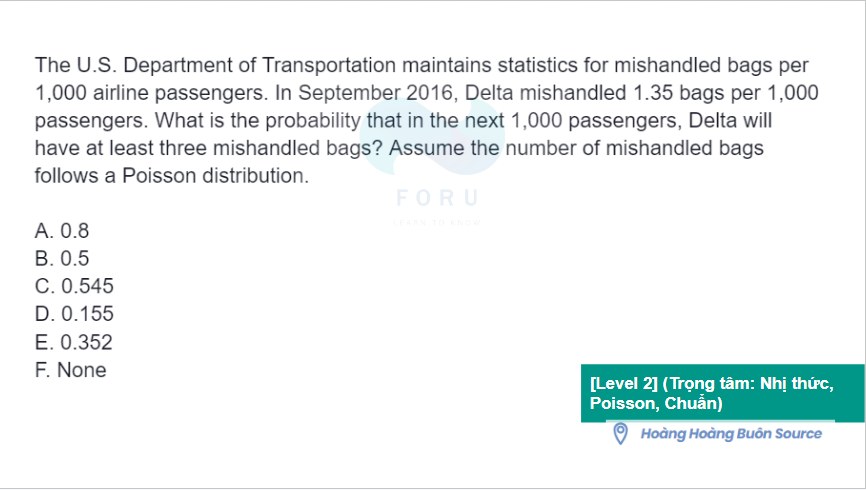 The U.S. Department of Transportation maintains statistics for mishandled bags per
1,000 airline passengers. In September 2016, Delta mishandled 1.35 bags per 1,000
passengers. What is the probability that in the next 1,000 passengers, Delta will
have at least three mishandled bags? Assume the number of mishandled bags
follows a Poisson distribution.
FORU
A. 0.8
B. 0.5
C. 0.545
D. 0.155
E. 0.352
F. None
[Level 2] (Trọng tâm: Nhị thức,
Poisson, Chuẩn)
Hoàng Hoàng Buôn Source